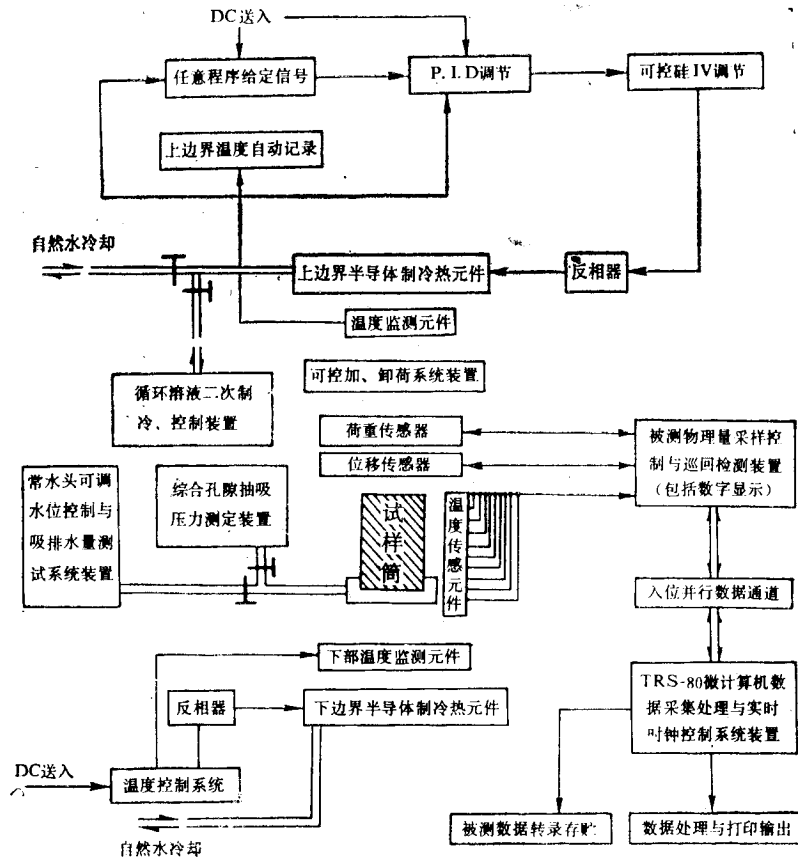 DC送入
任意程序给定信号
P.I.D调节
可控硅IV调节
上边界温度自动记录
自然水冷却
上边界半导体制冷热元件
反相器
温度监测元件
循环溶液二次制
冷、控制装置
可控加、卸荷系统装置
荷重传感器
位移传感器
被测物理量采样控
制与巡回检测装置
(包括数字显示)
常水头可调
水位控制与
吸排水量测
试系统装置
综合孔隙抽吸
压力测定装置
试样筒
温度传感元件
入位并行数据通道
下部温度监测元件
反相器
下边界半导体制冷热元件
TRS-80微计算机数
据采集处理与实时
时钟控制系统装置
DC送入
温度控制系统
自然水冷却
被测数据转录存贮
数据处理与打印输出